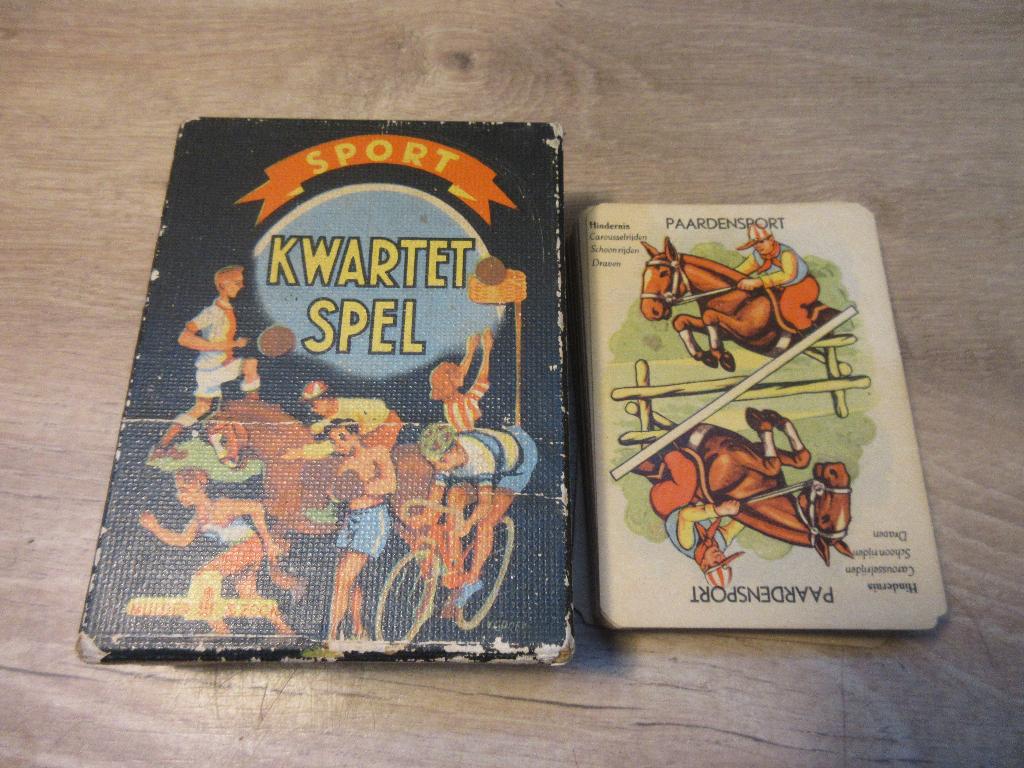 SPORT
KWARTET
SPEL
PAARDENSPORT
Hindernis
Carousselrijden
Schoonrijden
Draven
PAARDENSPORT
Hindernis
Carousselrijden
Schoonrijden
Draven